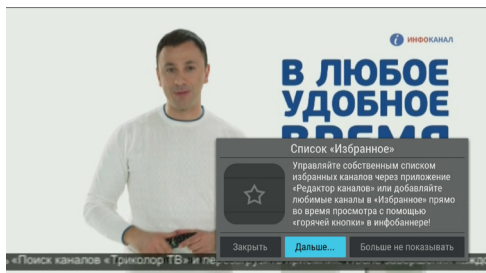 ИНФОКАНАЛ
В ЛЮБОЕ
УДОБНОЕ
ВРЕМЯ
Список «Избранное»
Управляйте собственным списком
избранных каналов через приложение
«Редактор каналов» или добавляйте
любимые каналы в «Избранное» прямо
во время просмотра с помощью
«горячей кнопки» в инфобаннере!
Закрыть
Дальше...
Больше не показывать
«Поиск каналов «Триколор ТВ» и